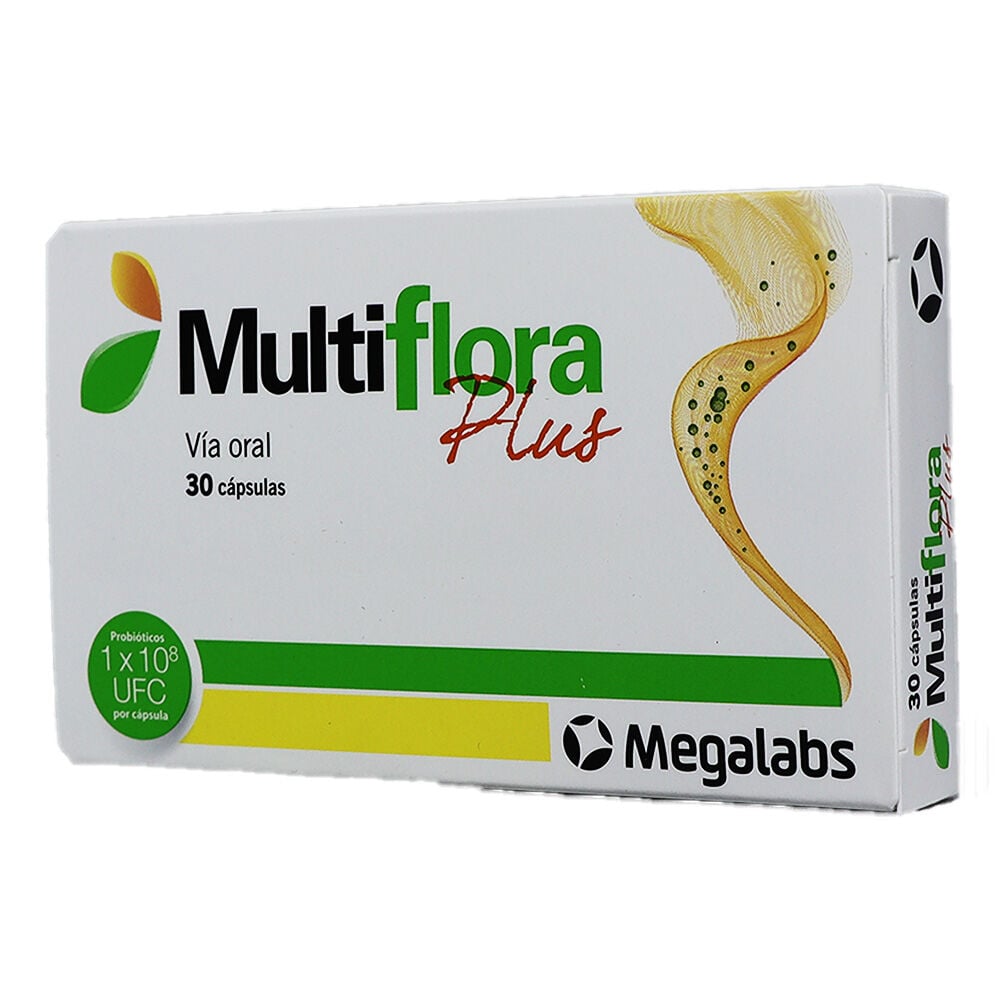 Multiflora
Plus
Vía oral
30 cápsulas
Probióticos
1 x 10⁸
UFC
por cápsula
Megalabs
30 cápsulas
Multiflora
Plus